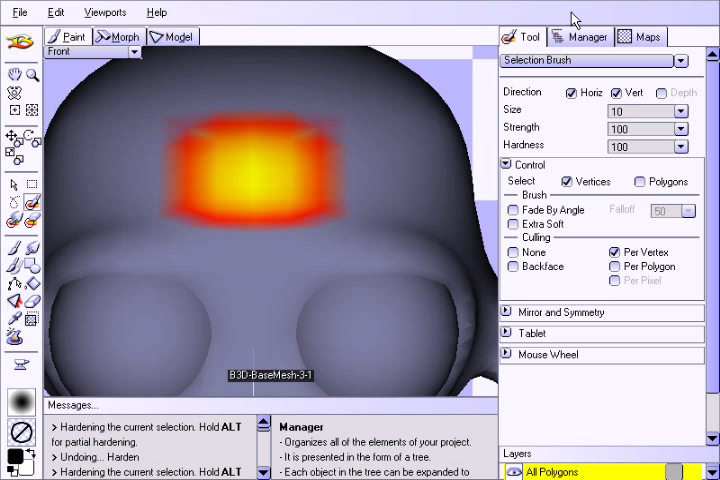 File Edit Viewports Help
Paint Morph Model
Tool Manager Maps
Front
Selection Brush
Direction Horiz Vert Depth
Size 10
Strength 100
Hardness 100
Control
Select Vertices Polygons
Brush
Fade By Angle Falloff 50
Extra Soft
Culling
None Per Vertex
Backface Per Polygon
Per Pixel
Mirror and Symmetry
Tablet
Mouse Wheel
B3D-BaseMesh-3-1
Messages...
> Hardening the current selection. Hold ALT
for partial hardening.
> Undoing... Harden
> Hardening the current selection. Hold ALT
Manager
- Organizes all of the elements of your project.
- It is presented in the form of a tree.
- Each object in the tree can be expanded to
Layers
All Polygons